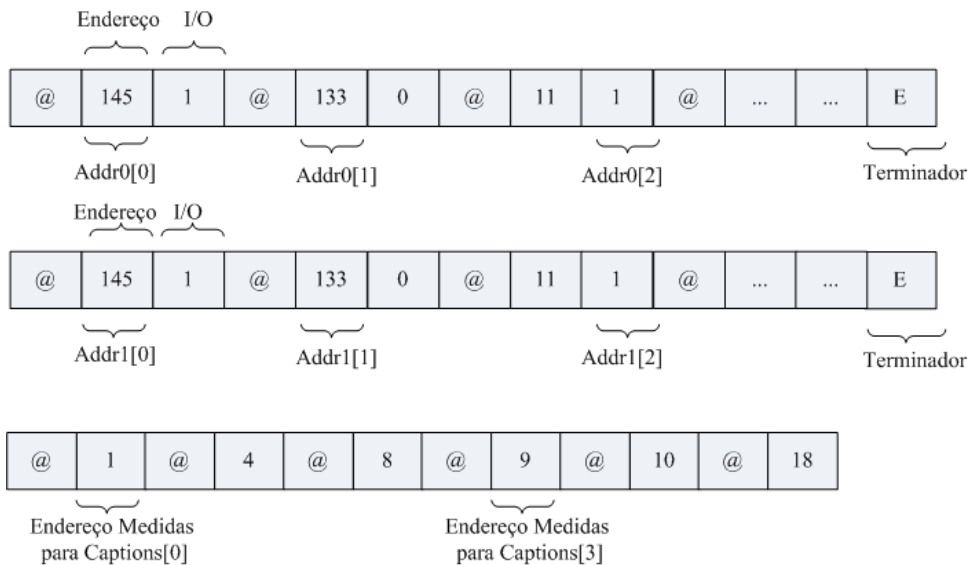 Endereço I/O
@ 145 1 @ 133 0 @ 11 1 @ ... ... E
Addr0[0] Addr0[1] Addr0[2] Terminador
Endereço I/O
@ 145 1 @ 133 0 @ 11 1 @ ... ... E
Addr1[0] Addr1[1] Addr1[2] Terminador
@ 1 @ 4 @ 8 @ 9 @ 10 @ 18
Endereço Medidas
para Captions[0]
Endereço Medidas
para Captions[3]